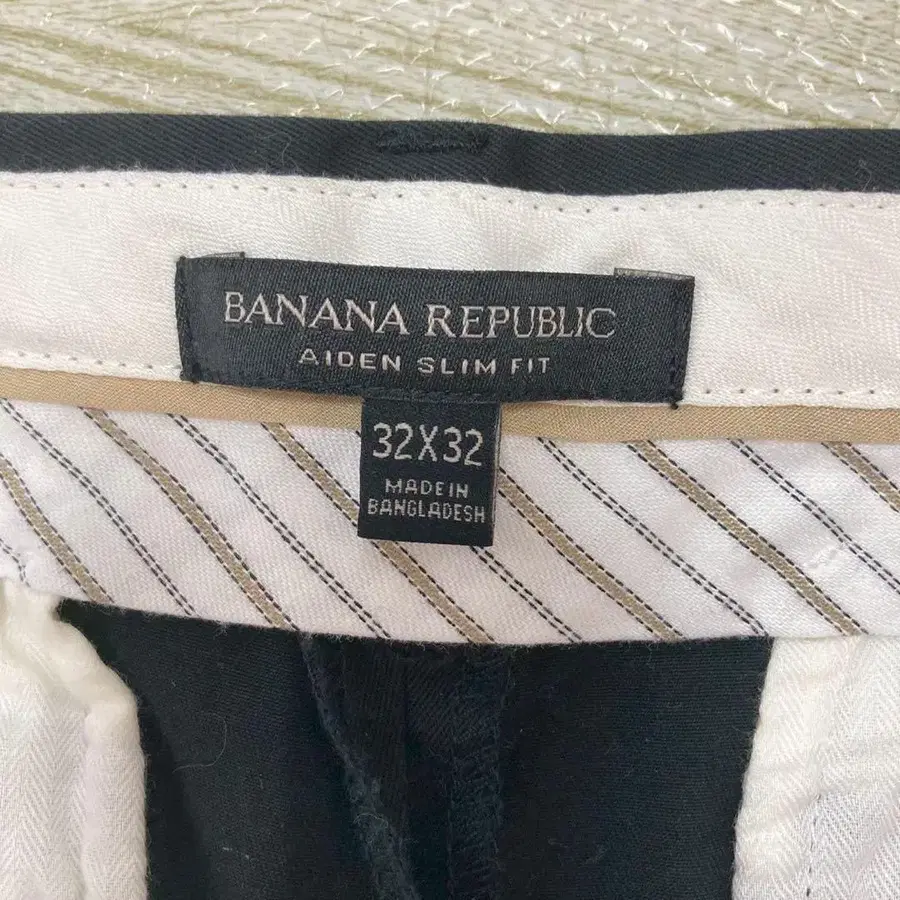 BANANA REPUBLIC
AIDEN SLIM FIT
32X32
MADE IN
BANGLADESH